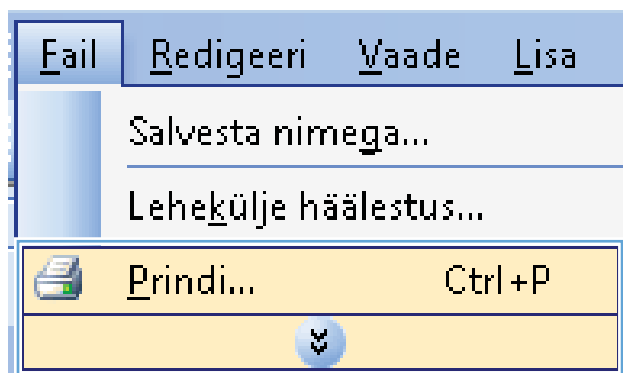 Fail Redigeeri Vaade Lisa
Salvesta nimega...
Lehekülje häälestus...
Prindi... Ctrl+P